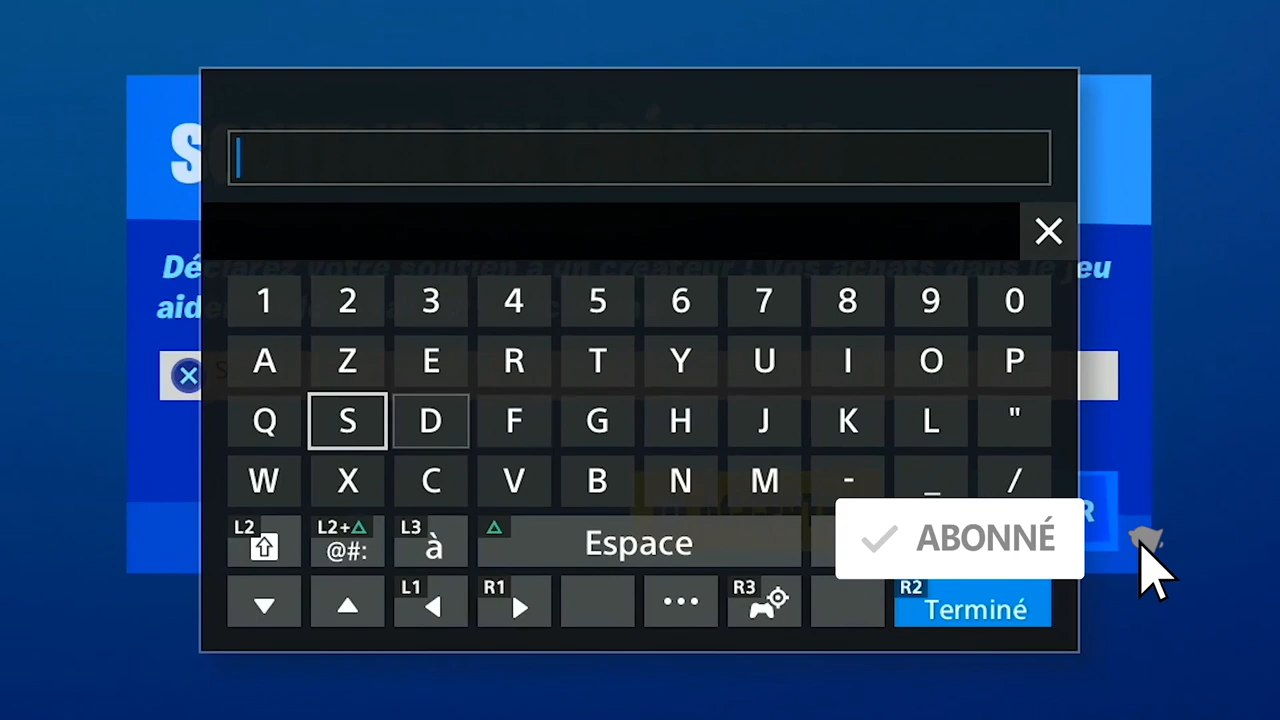 S
Déclarez votre soutien à un créateur ! Vos achats dans le jeu
aide
1 2 3 4 5 6 7 8 9 0
A Z E R T Y U I O P
Q S D F G H J K L "
W X C V B N M - _ /
L2 L2+△ @#: L3 à △ Espace
ABONNÉ
R
L1 R1 ... R3 R2 Terminé